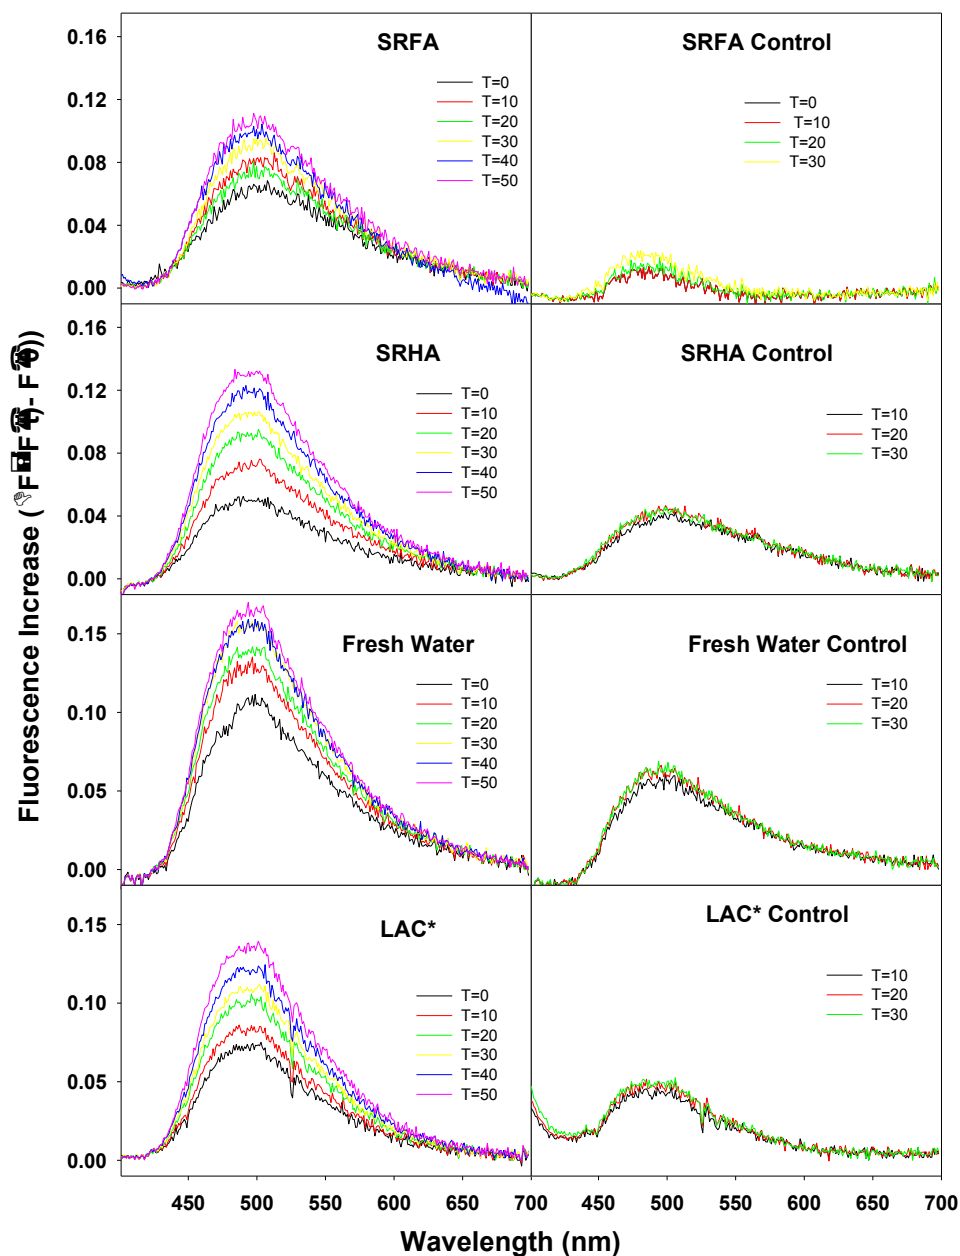 SRFA
T=0
T=10
T=20
T=30
T=40
T=50
0.16
0.12
0.08
0.04
0.00
SRFA Control
T=0
T=10
T=20
T=30
SRHA
T=0
T=10
T=20
T=30
T=40
T=50
0.16
0.12
0.08
0.04
0.00
SRHA Control
T=10
T=20
T=30
Fresh Water
T=0
T=10
T=20
T=30
T=40
T=50
0.15
0.10
0.05
0.00
Fresh Water Control
T=10
T=20
T=30
LAC*
T=0
T=10
T=20
T=30
T=40
T=50
0.15
0.10
0.05
0.00
LAC* Control
T=10
T=20
T=30
450 500 550 600 650 700 450 500 550 600 650 700
Wavelength (nm)
Fluorescence Increase